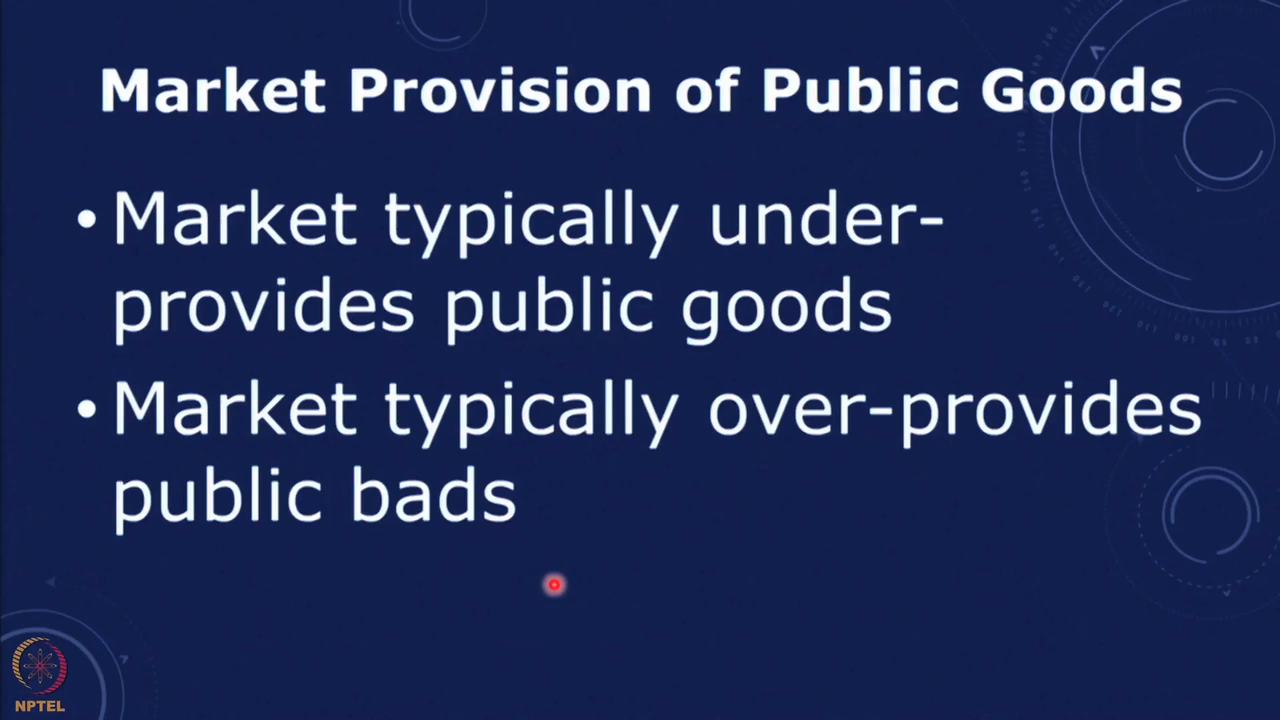 Market Provision of Public Goods
• Market typically under-
provides public goods
• Market typically over-provides
public bads
NPTEL